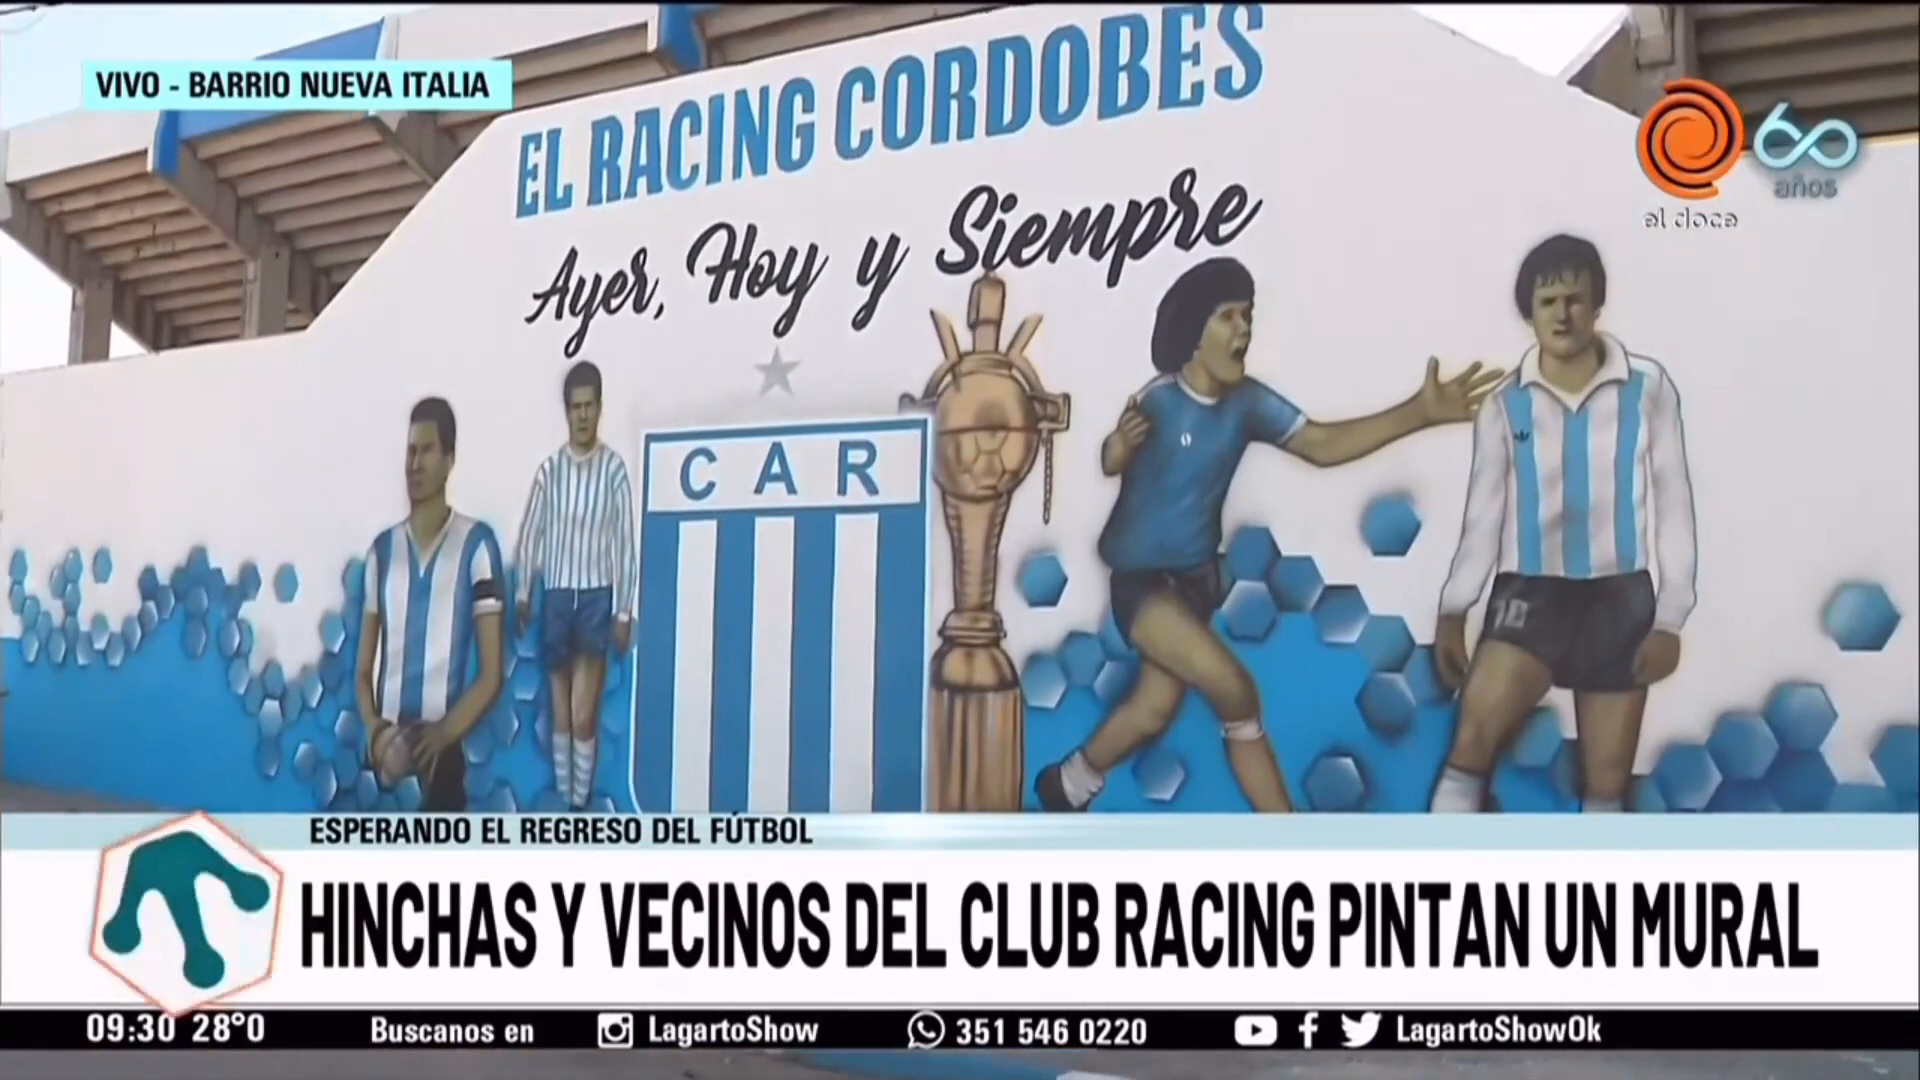 VIVO - BARRIO NUEVA ITALIA
EL RACING CORDOBES
Ayer, Hoy y Siempre
60
años
el doce
C A R
10
ESPERANDO EL REGRESO DEL FÚTBOL
HINCHAS Y VECINOS DEL CLUB RACING PINTAN UN MURAL
09:30 28°0 Buscanos en LagartoShow 351 546 0220 LagartoShowOk